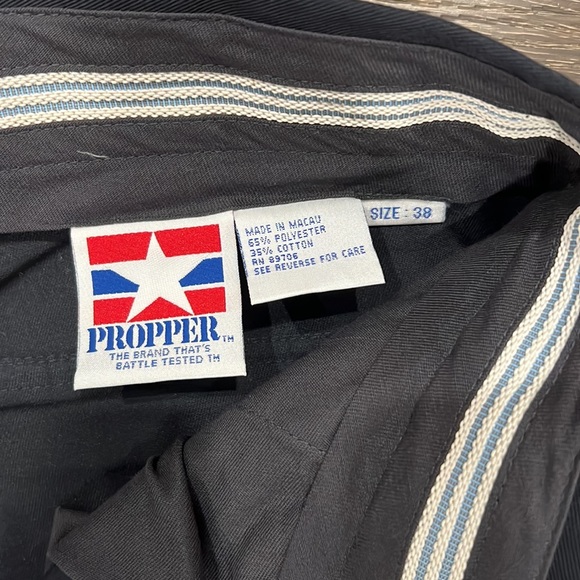 PROPPER™
THE BRAND THAT'S
BATTLE TESTED ™
MADE IN MACAU
65% POLYESTER
35% COTTON
RN 89706
SEE REVERSE FOR CARE
SIZE : 38